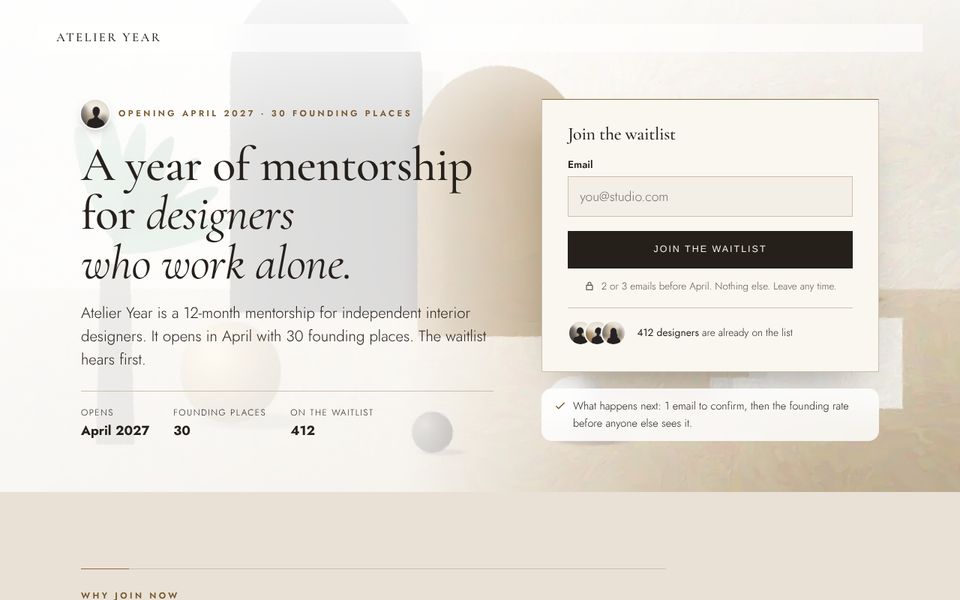 ATELIER YEAR
OPENING APRIL 2027 · 30 FOUNDING PLACES
A year of mentorship
for designers
who work alone.
Atelier Year is a 12-month mentorship for independent interior
designers. It opens in April with 30 founding places. The waitlist
hears first.
OPENS
April 2027
FOUNDING PLACES
30
ON THE WAITLIST
412
Join the waitlist
Email
you@studio.com
JOIN THE WAITLIST
2 or 3 emails before April. Nothing else. Leave any time.
412 designers are already on the list
What happens next: 1 email to confirm, then the founding rate
before anyone else sees it.
WHY JOIN NOW